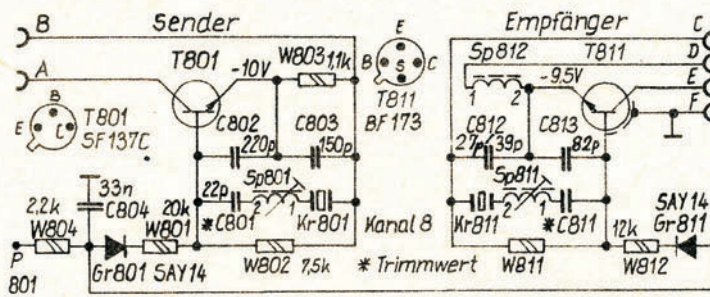 Sender
Empfänger
B
A
T801
-10V
W803
1,1k
E
B
S
C
T811
BF 173
Sp812
T811
-9,5V
C
D
E
F
B
E
C
T801
SF137C
C802
220p
C803
150p
1
2
C812
27p
39p
C813
82p
33n
C804
22p
Sp801
2
1
*C801
Kr801
Kanal 8
Sp811
2
1
Kr811
*C811
SAY14
Gr811
2,2k
W804
20k
W801
P
801
Gr801
SAY14
W802
7,5k
* Trimmwert
W811
12k
W812